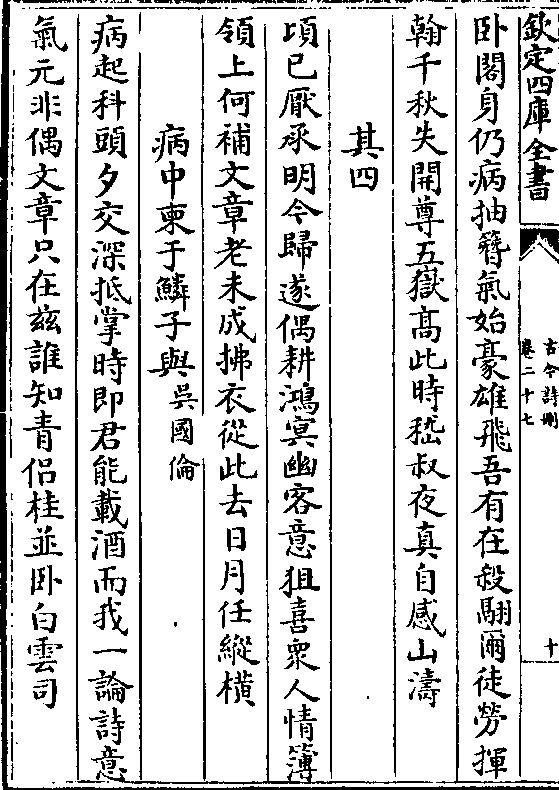 欽定四庫全書
古今詩刪
卷二十七
十
卧閣身仍病抽簪氣始豪雄飛吾有在殺翮爾徒勞揮
翰千秋失開尊五嶽高此時嵇叔夜真自感山濤
其四
頃已厭承明今歸遂偶耕鴻冥幽客意狙喜衆人情簿
領上何補文章老未成拂衣從此去日月任縱横
病中柬于鱗子與吳國倫
病起科頭夕交深抵掌時即君能載酒而我一論詩意
氣元非偶文章只在兹誰知青侣桂並卧白雲司